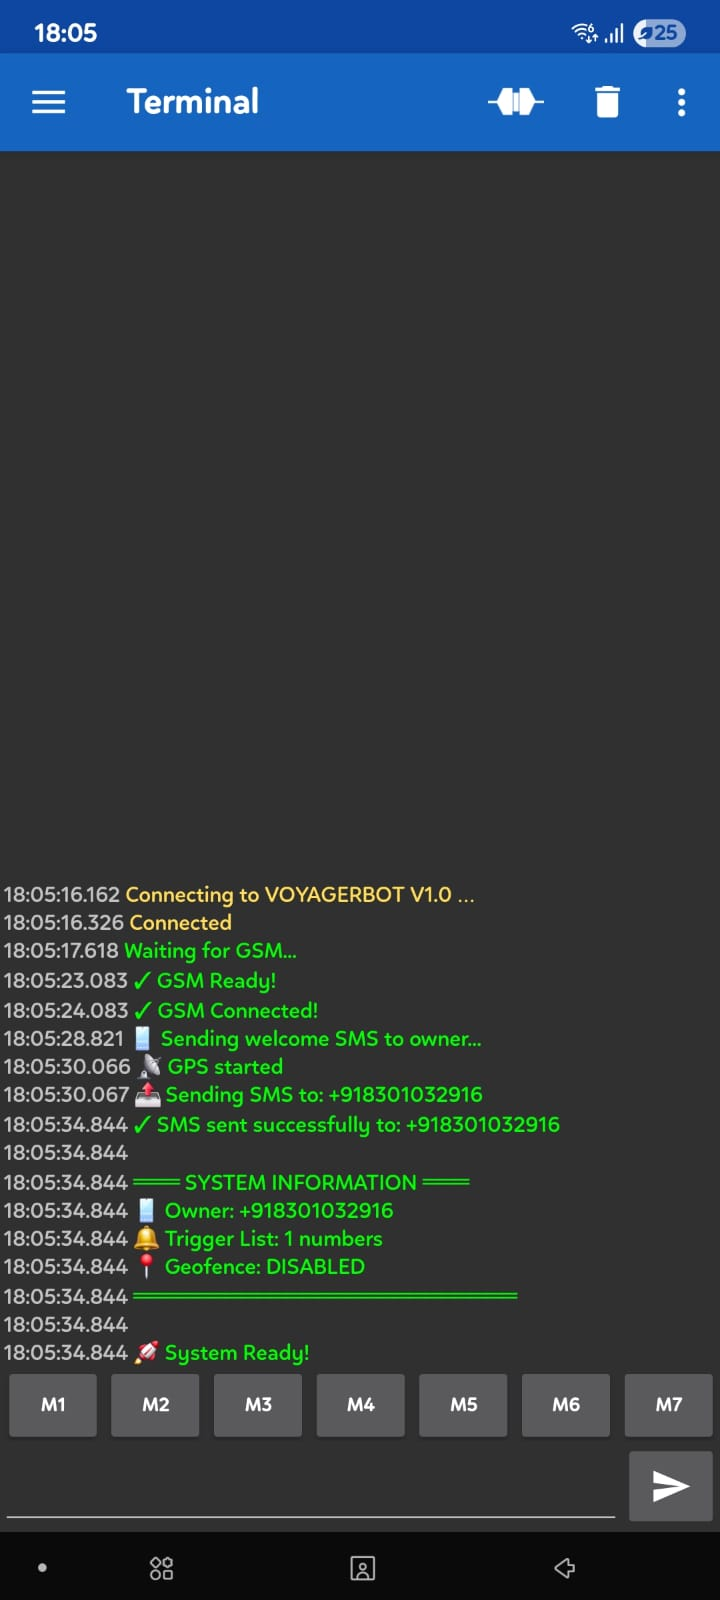 18:05 25
Terminal
18:05:16.162 Connecting to VOYAGERBOT V1.0 ...
18:05:16.326 Connected
18:05:17.618 Waiting for GSM...
18:05:23.083 ✓ GSM Ready!
18:05:24.083 ✓ GSM Connected!
18:05:28.821 📱 Sending welcome SMS to owner...
18:05:30.066 📡 GPS started
18:05:30.067 📤 Sending SMS to: +918301032916
18:05:34.844 ✓ SMS sent successfully to: +918301032916
18:05:34.844
18:05:34.844 ════ SYSTEM INFORMATION ════
18:05:34.844 📱 Owner: +918301032916
18:05:34.844 🔔 Trigger List: 1 numbers
18:05:34.844 📍 Geofence: DISABLED
18:05:34.844 ════════════════════════════════
18:05:34.844
18:05:34.844 🚀 System Ready!
M1 M2 M3 M4 M5 M6 M7